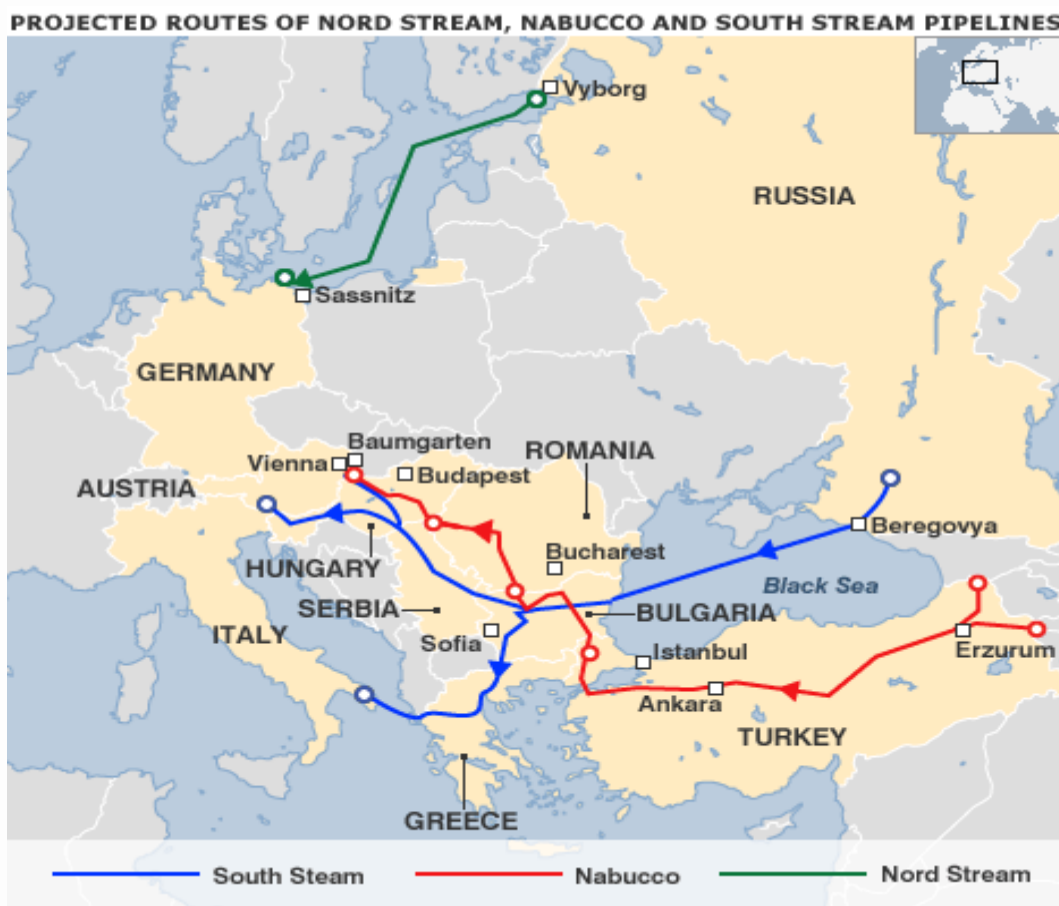 PROJECTED ROUTES OF NORD STREAM, NABUCCO AND SOUTH STREAM PIPELINES
Vyborg
RUSSIA
Sassnitz
GERMANY
Baumgarten
ROMANIA
Vienna
Budapest
AUSTRIA
Beregovya
Bucharest
HUNGARY
Black Sea
SERBIA
BULGARIA
ITALY
Sofia
Istanbul
Erzurum
Ankara
TURKEY
GREECE
South Steam
Nabucco
Nord Stream